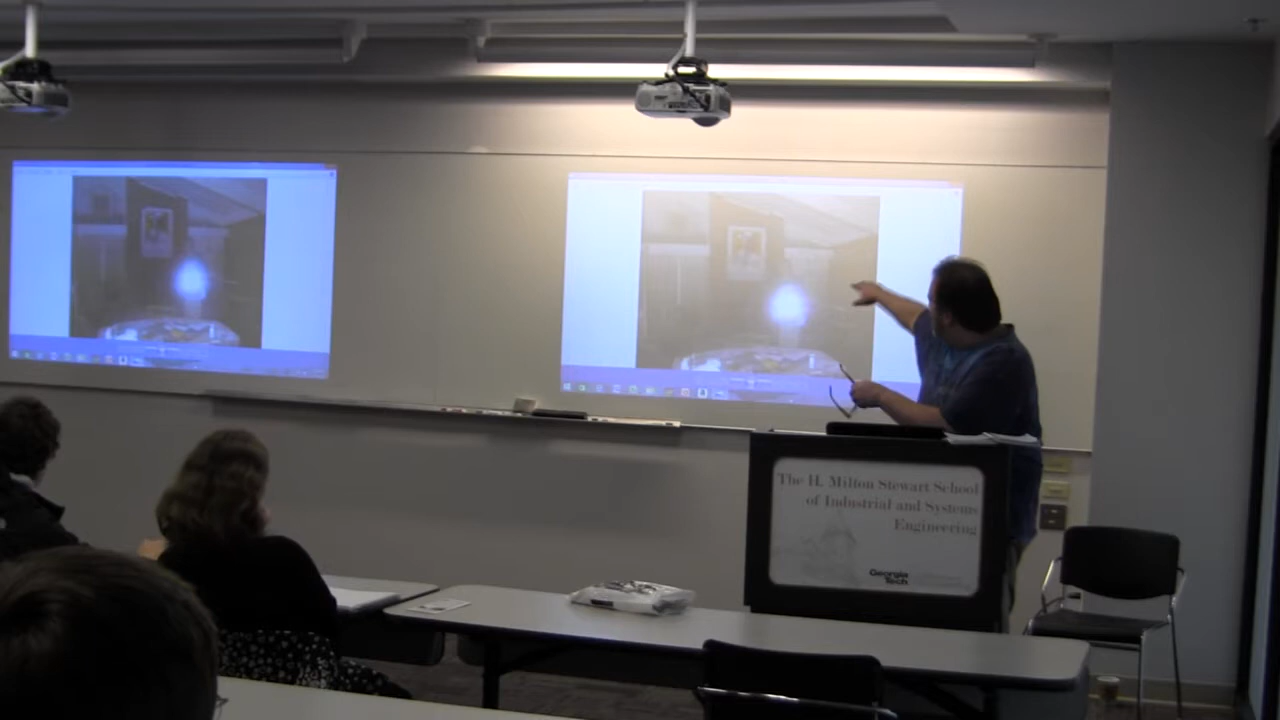 The H. Milton Stewart School
of Industrial and Systems
Engineering
Georgia
Tech